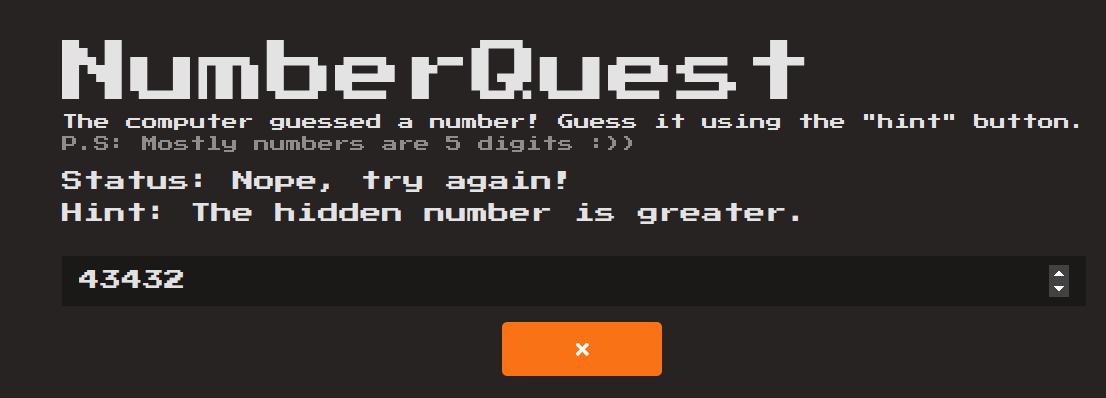 NumberQuest
The computer guessed a number! Guess it using the "hint" button.
P.S: Mostly numbers are 5 digits :))
Status: Nope, try again!
Hint: The hidden number is greater.
43432
×